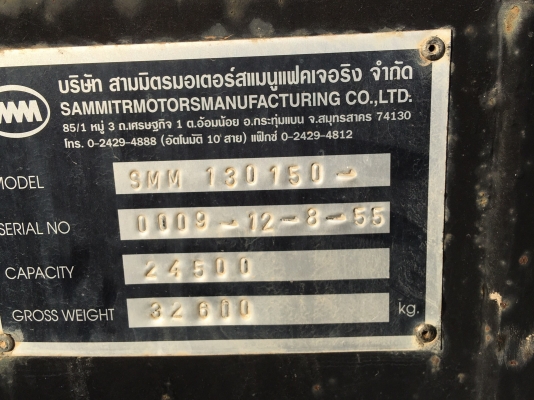 บริษัท สามมิตรมอเตอร์สแมนูแฟคเจอริง จำกัด
SMM SAMMITRMOTORSMANUFACTURING CO.,LTD.
85/1 หมู่ 3 ถ.เศรษฐกิจ 1 ต.อ้อมน้อย อ.กระทุ่มแบน จ.สมุทรสาคร 74130
โทร. 0-2429-4888 (อัตโนมัติ 10 สาย) แฟ็กซ์ 0-2429-4812
MODEL SMM 130150-
SERIAL NO 0009-12-8-55
CAPACITY 24500
GROSS WEIGHT 32600 kg.